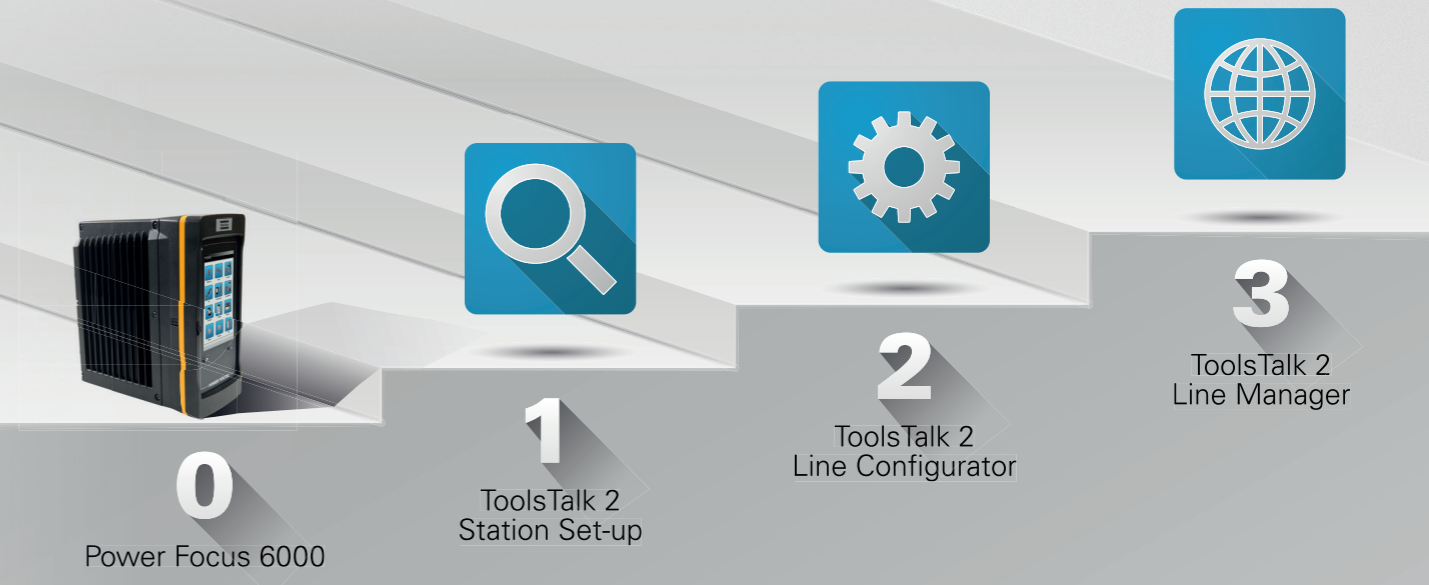 0
Power Focus 6000
1
ToolsTalk 2
Station Set-up
2
ToolsTalk 2
Line Configurator
3
ToolsTalk 2
Line Manager